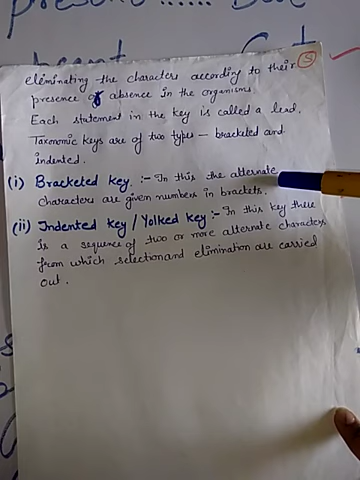 present ......
5
eliminating the characters according to their
presence or absence in the organisms
Each statement in the key is called a lead.
Taxonomic keys are of two types - bracketed and
indented.
(i) Bracketed key. :- In this the alternate
characters are given numbers in brackets.
(ii) Indented key / Yolked key :- In this key there
is a sequence of two or more alternate characters
from which selection and elimination are carried
out.